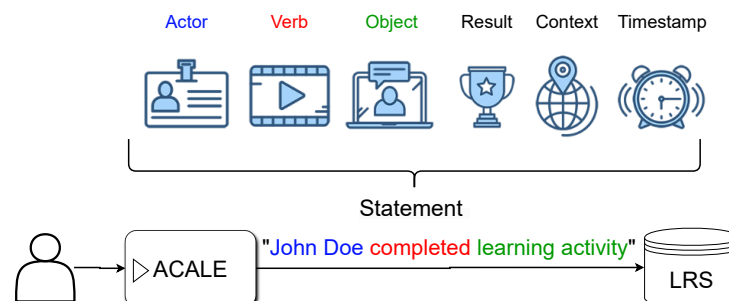 Actor Verb Object Result Context Timestamp
Statement
"John Doe completed learning activity"
ACALE
LRS